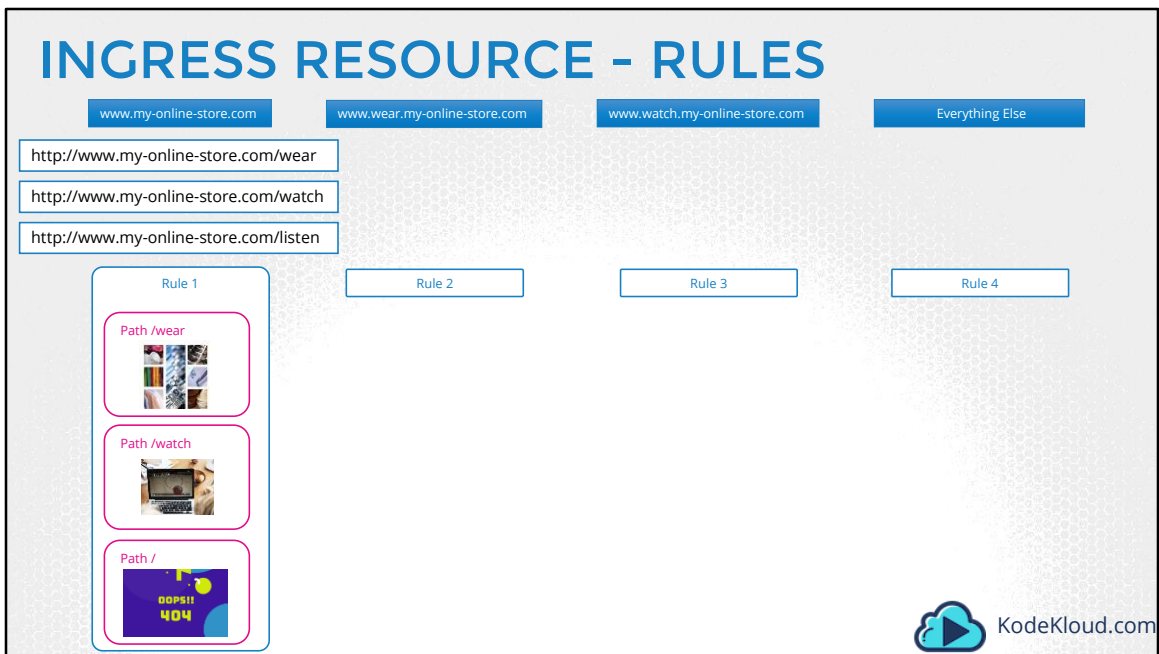 INGRESS RESOURCE - RULES
www.my-online-store.com
www.wear.my-online-store.com
www.watch.my-online-store.com
Everything Else
http://www.my-online-store.com/wear
http://www.my-online-store.com/watch
http://www.my-online-store.com/listen
Rule 1
Rule 2
Rule 3
Rule 4
Path /wear
Path /watch
Path /
OOPS!!
404
KodeKloud.com